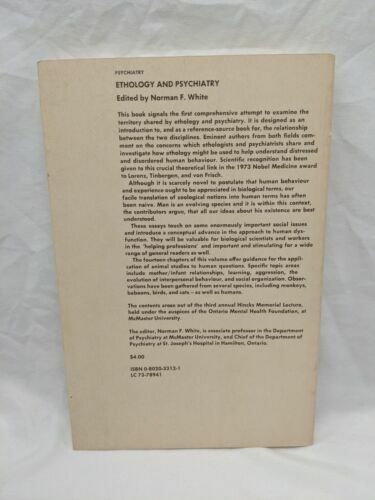 PSYCHIATRY
ETHOLOGY AND PSYCHIATRY
Edited by Norman F. White
This book signals the first comprehensive attempt to examine the
territory shared by ethology and psychiatry. It is designed as an
introduction to, and as a reference-source book for, the relationship
between the two disciplines. Eminent authors from both fields com-
ment on the concerns which ethologists and psychiatrists share and
investigate how ethology might be used to help understand distressed
and disordered human behaviour. Scientific recognition has been
given to this crucial theoretical link in the 1973 Nobel Medicine award
to Lorenz, Tinbergen, and von Frisch.
Although it is scarcely novel to postulate that human behaviour
and experience ought to be appreciated in biological terms, our
facile translation of zoological notions into human terms has often
been naive. Man is an evolving species and it is within this context,
the contributors argue, that all our ideas about his existence are best
understood.
These essays touch on some enormously important social issues
and introduce a conceptual advance in the approach to human dys-
function. They will be valuable for biological scientists and workers
in the 'helping professions' and important and stimulating for a wide
range of general readers as well.
The fourteen chapters of this volume offer guidance for the applica-
tion of animal studies to human questions. Specific topic areas
include mother/infant relationships, learning, aggression, the
evolution of interpersonal behaviour, and social organization. Obser-
vations have been gathered from several species, including monkeys,
baboons, birds, and cats – as well as humans.
The contents arose out of the third annual Hincks Memorial Lecture,
held under the auspices of the Ontario Mental Health Foundation, at
McMaster University.
The editor, Norman F. White, is associate professor in the Department
of Psychiatry at McMaster University, and Chief of the Department of
Psychiatry at St. Joseph's Hospital in Hamilton, Ontario.
$4.00
ISBN 0-8020-3312-1
LC 73-78941